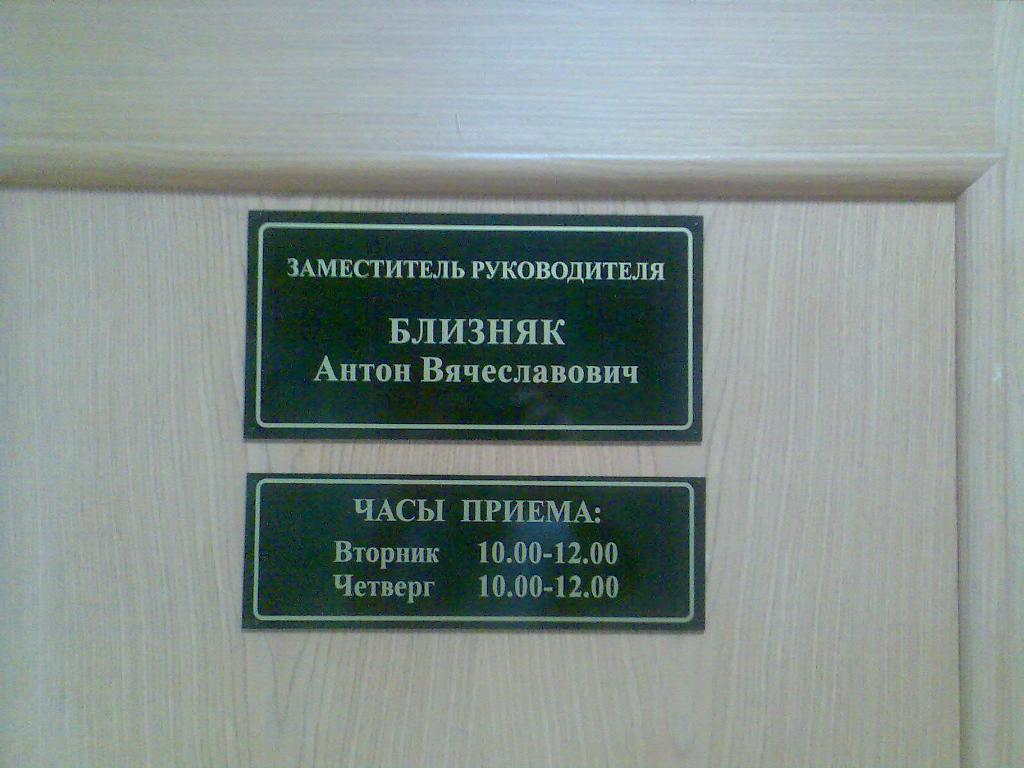 ЗАМЕСТИТЕЛЬ РУКОВОДИТЕЛЯ
БЛИЗНЯК
Антон Вячеславович
ЧАСЫ ПРИЕМА:
Вторник 10.00-12.00
Четверг 10.00-12.00